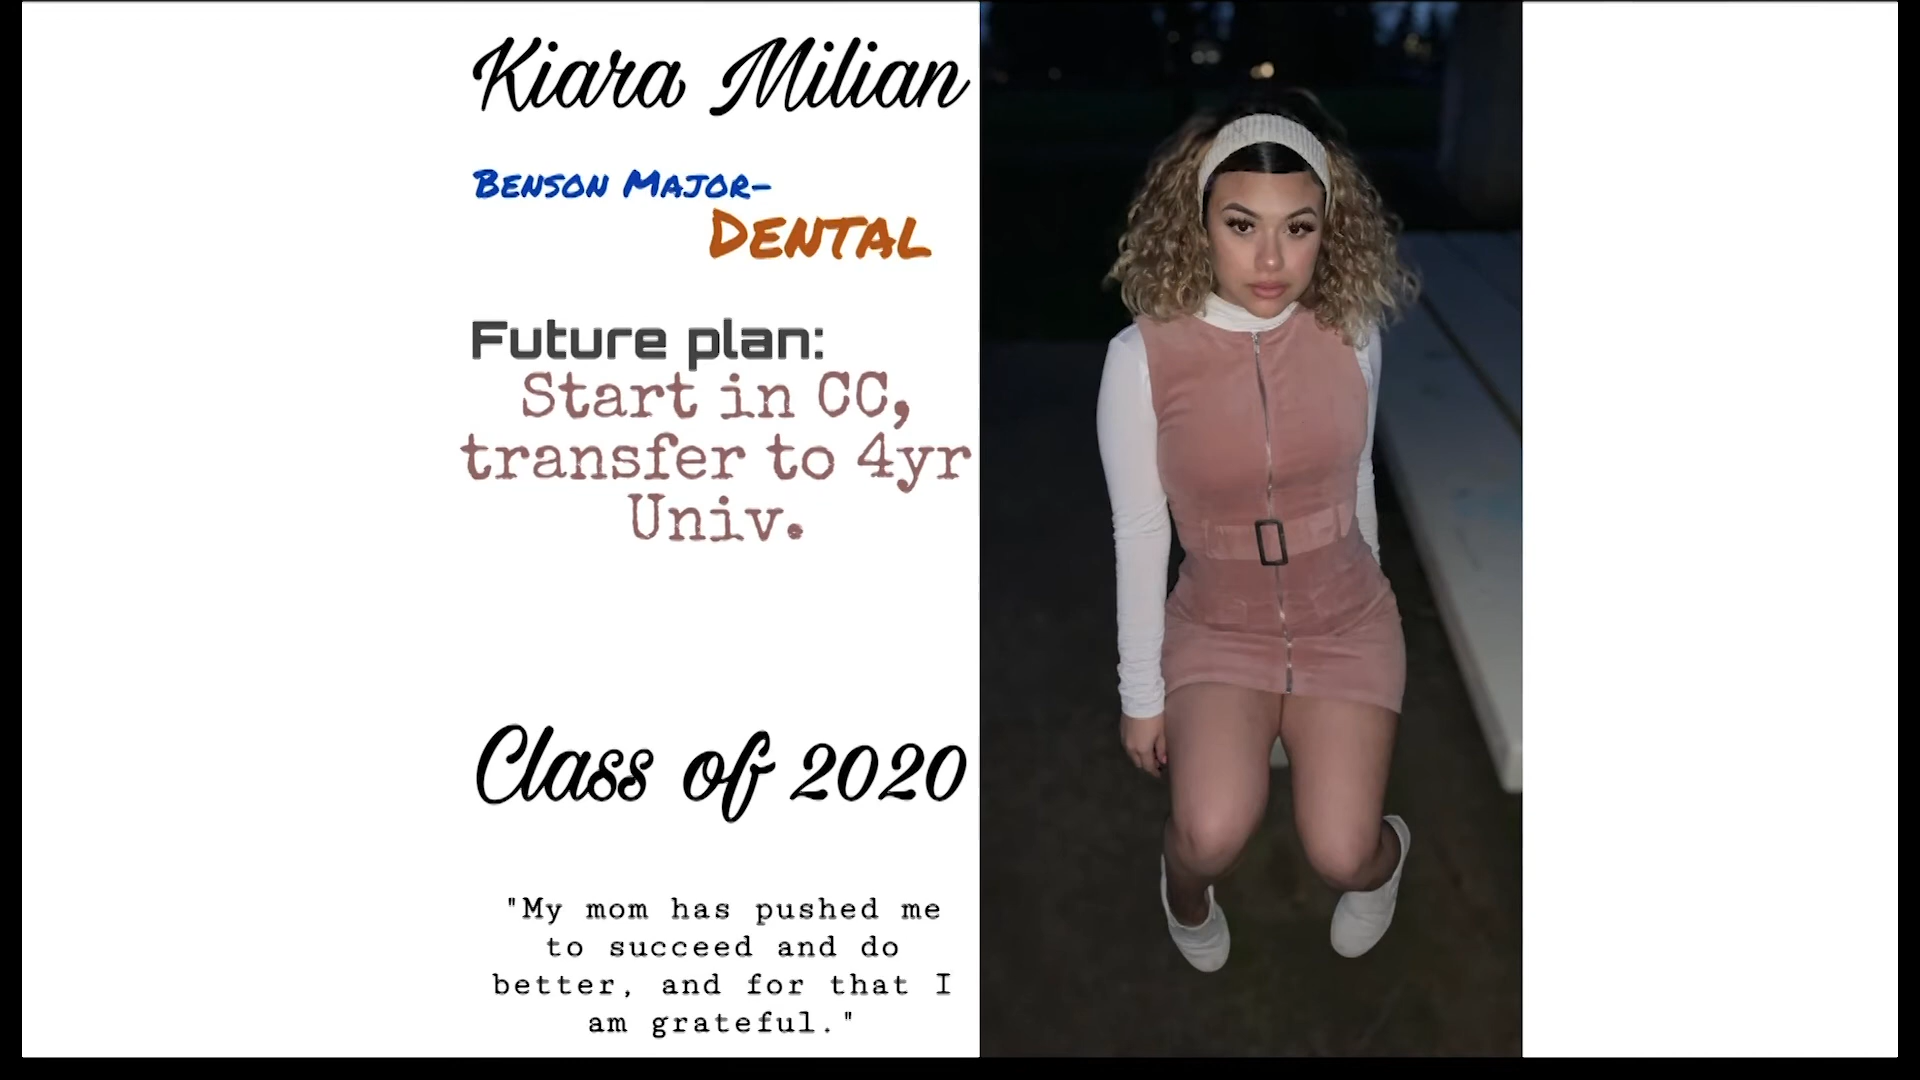 Kiara Milian
Benson Major-
Dental
Future plan:
Start in CC,
transfer to 4yr
Univ.
Class of 2020
"My mom has pushed me
to succeed and do
better, and for that I
am grateful."